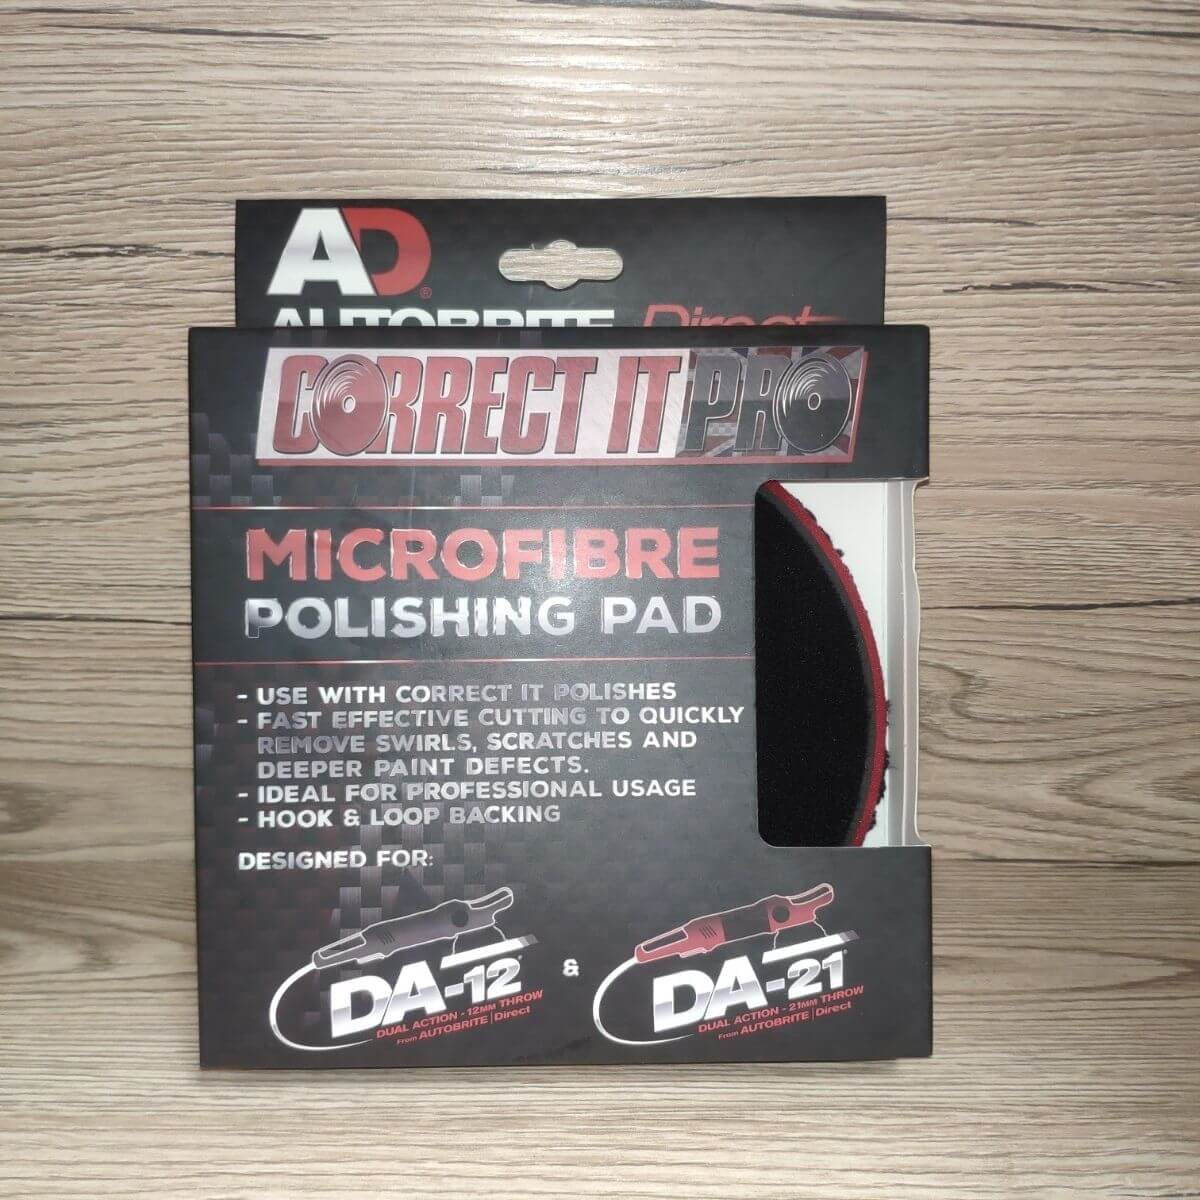 AD®
AUTOBRITE Direct
CORRECT IT PRO
MICROFIBRE
POLISHING PAD
- USE WITH CORRECT IT POLISHES
- FAST EFFECTIVE CUTTING TO QUICKLY
REMOVE SWIRLS, SCRATCHES AND
DEEPER PAINT DEFECTS.
- IDEAL FOR PROFESSIONAL USAGE
- HOOK & LOOP BACKING
DESIGNED FOR:
DA-12 & DA-21
DUAL ACTION - 12MM THROW DUAL ACTION - 21MM THROW
From AUTOBRITE | Direct From AUTOBRITE | Direct